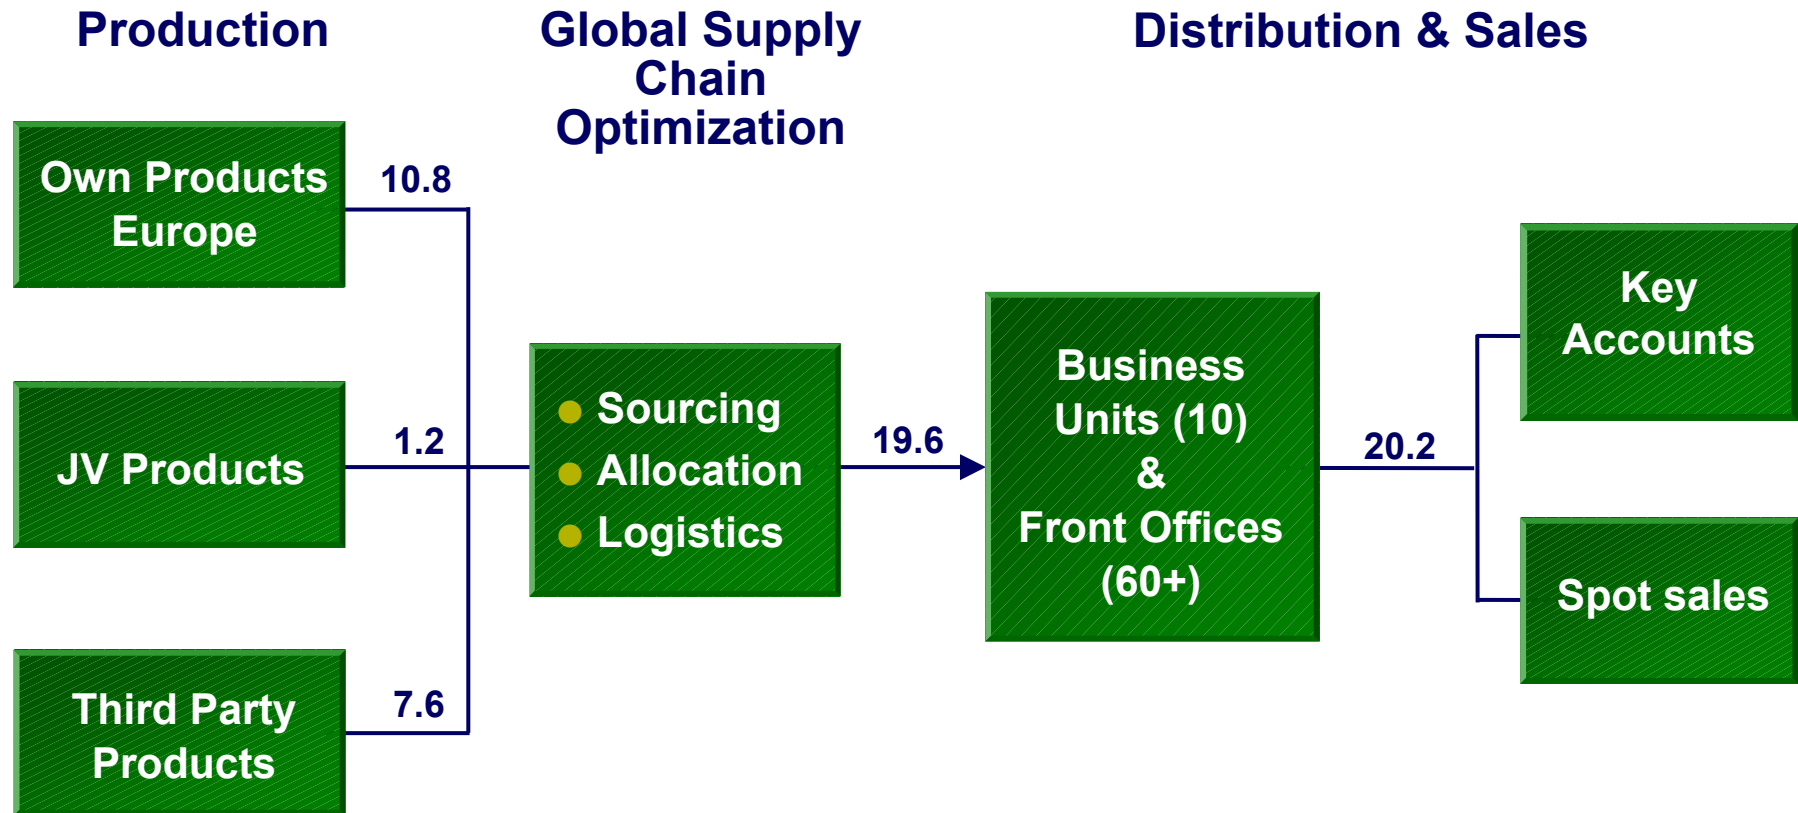 Production
Global Supply
Chain
Optimization
Distribution & Sales
Own Products
Europe
10.8
JV Products
1.2
Third Party
Products
7.6
● Sourcing
● Allocation
● Logistics
19.6
Business
Units (10)
&
Front Offices
(60+)
20.2
Key
Accounts
Spot sales